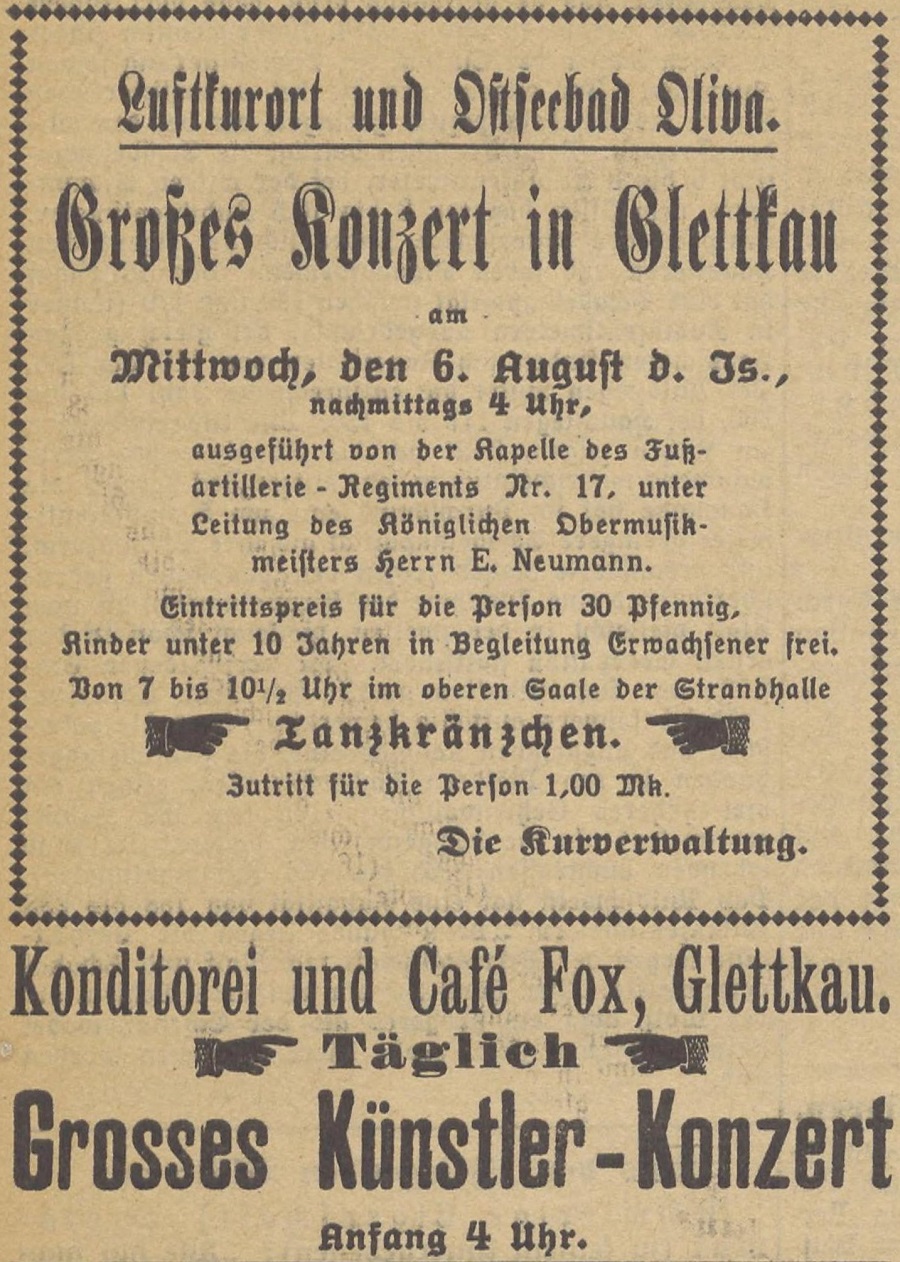 Luftkurort und Ostseebad Oliva.
Großes Konzert in Glettkau
am
Mittwoch, den 6. August d. Js.,
nachmittags 4 Uhr,
ausgeführt von der Kapelle des Fuß-
artillerie-Regiments Nr. 17, unter
Leitung des Königlichen Obermusik-
meisters Herrn E. Neumann.
Eintrittspreis für die Person 30 Pfennig,
Kinder unter 10 Jahren in Begleitung Erwachsener frei.
Von 7 bis 10½ Uhr im oberen Saale der Strandhalle
Tanzkränzchen.
Zutritt für die Person 1,00 Mk.
Die Kurverwaltung.
Konditorei und Café Fox, Glettkau.
Täglich
Grosses Künstler-Konzert
Anfang 4 Uhr.